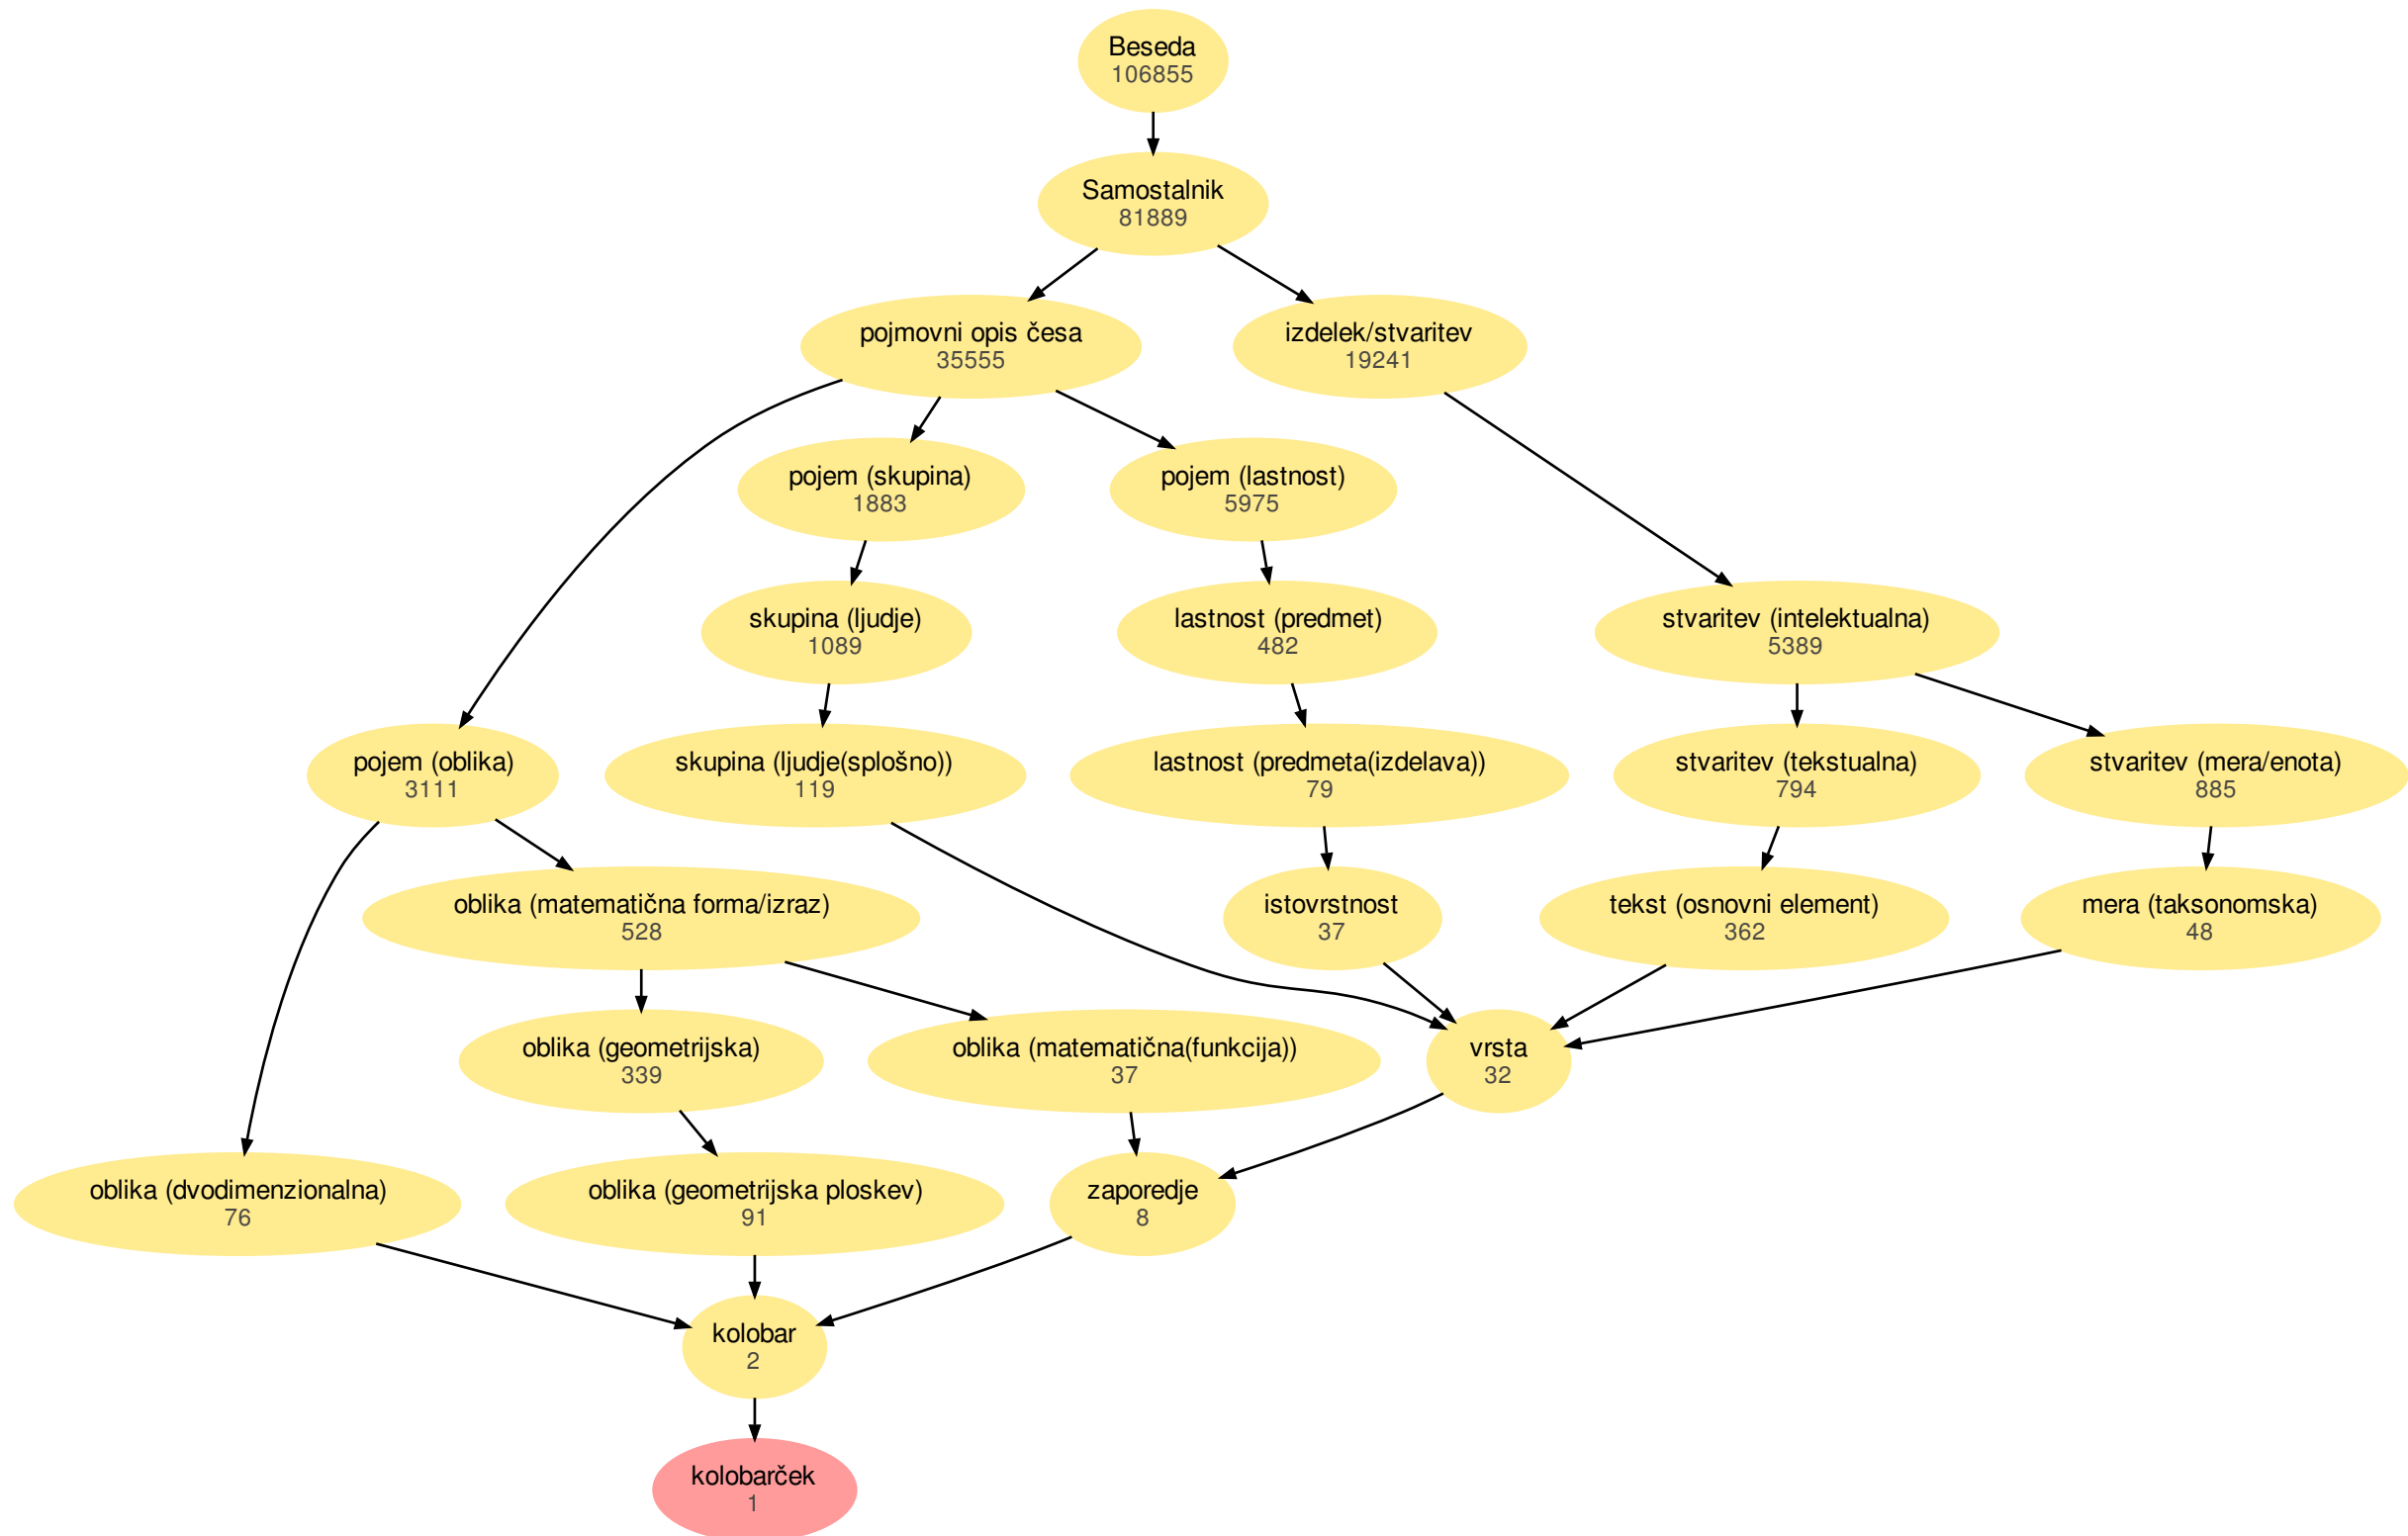 Beseda
106855
Samostalnik
81889
pojmovni opis česa
35555
izdelek/stvaritev
19241
pojem (skupina)
1883
pojem (lastnost)
5975
skupina (ljudje)
1089
lastnost (predmet)
482
stvaritev (intelektualna)
5389
pojem (oblika)
3111
skupina (ljudje(splošno))
119
lastnost (predmeta(izdelava))
79
stvaritev (tekstualna)
794
stvaritev (mera/enota)
885
oblika (matematična forma/izraz)
528
istovrstnost
37
tekst (osnovni element)
362
mera (taksonomska)
48
oblika (geometrijska)
339
oblika (matematična(funkcija))
37
vrsta
32
oblika (dvodimenzionalna)
76
oblika (geometrijska ploskev)
91
zaporedje
8
kolobar
2
kolobarček
1